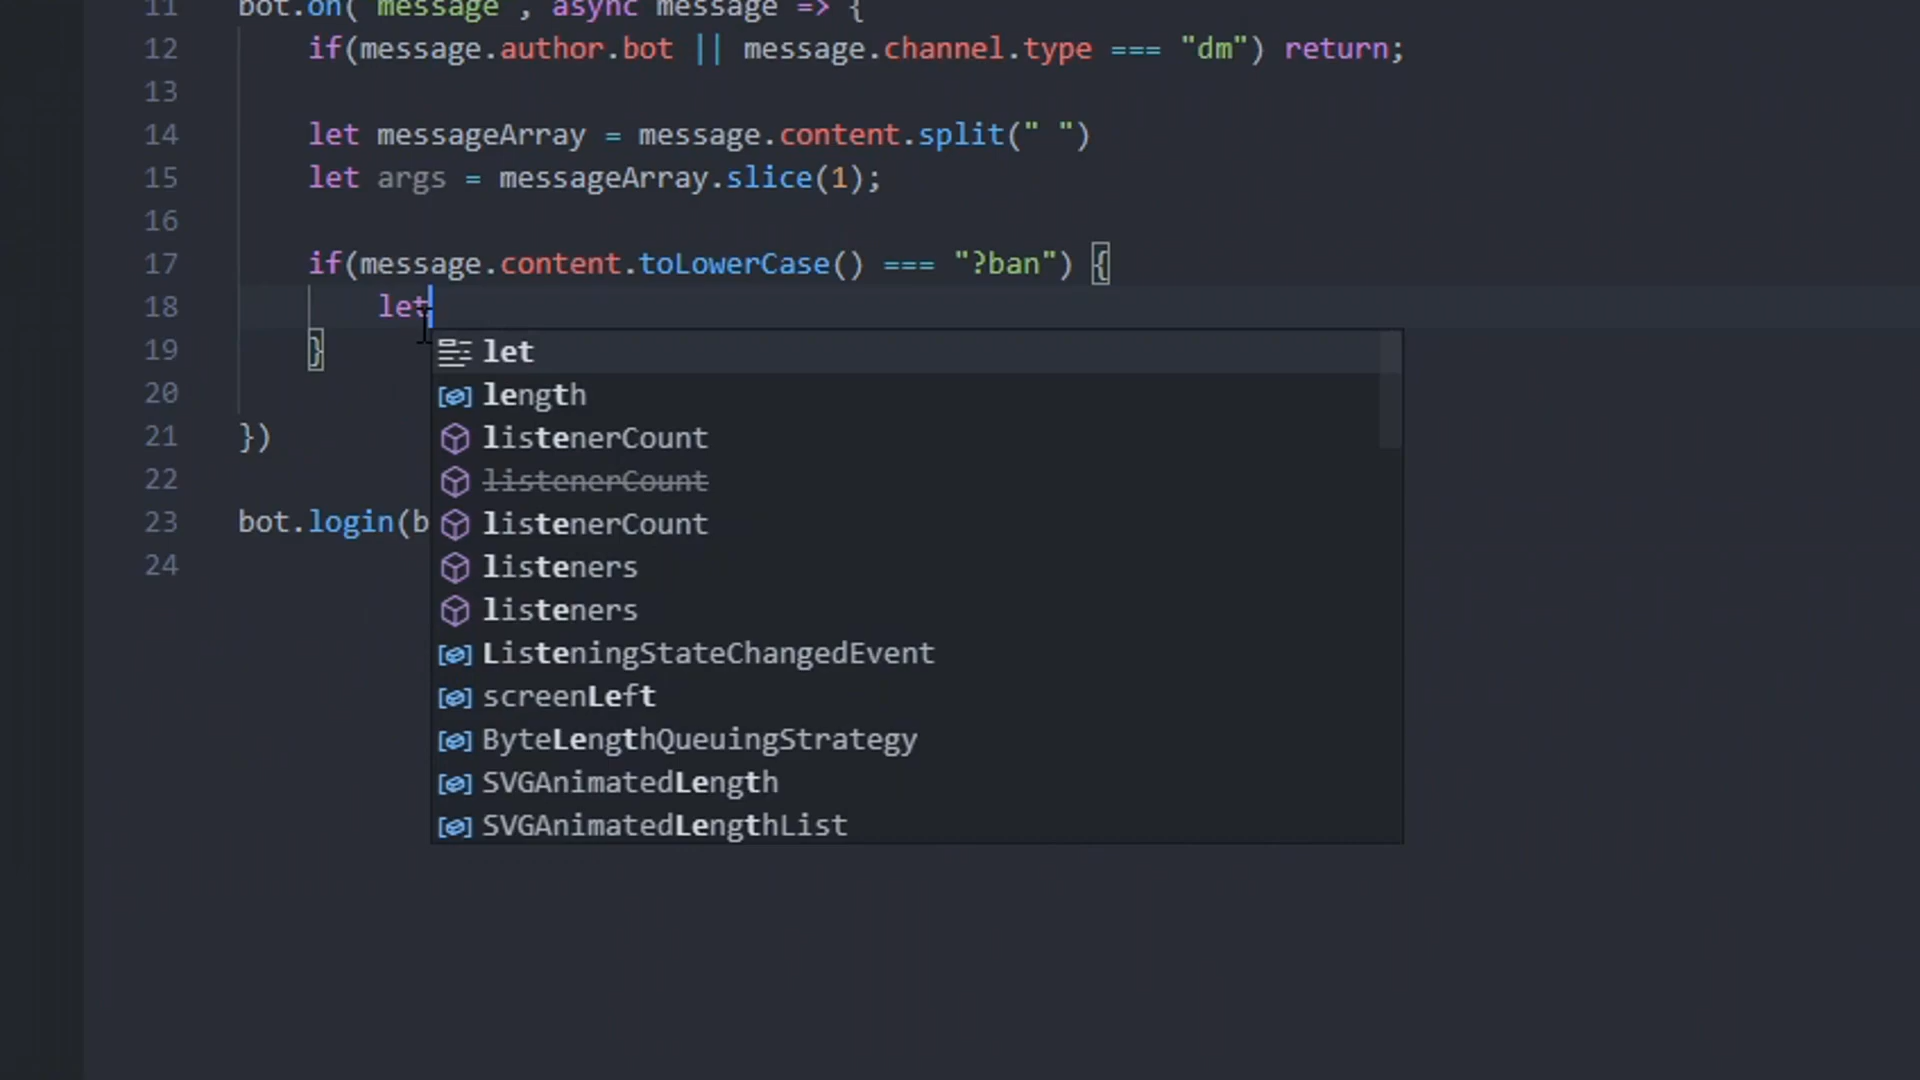 11 bot.on("message", async message => {
12 if(message.author.bot || message.channel.type === "dm") return;
13
14 let messageArray = message.content.split(" ")
15 let args = messageArray.slice(1);
16
17 if(message.content.toLowerCase() === "?ban") {
18 let
19 }
20
21 })
22
23 bot.login(b
24
let
length
listenerCount
listenerCount
listenerCount
listeners
listeners
ListeningStateChangedEvent
screenLeft
ByteLengthQueuingStrategy
SVGAnimatedLength
SVGAnimatedLengthList